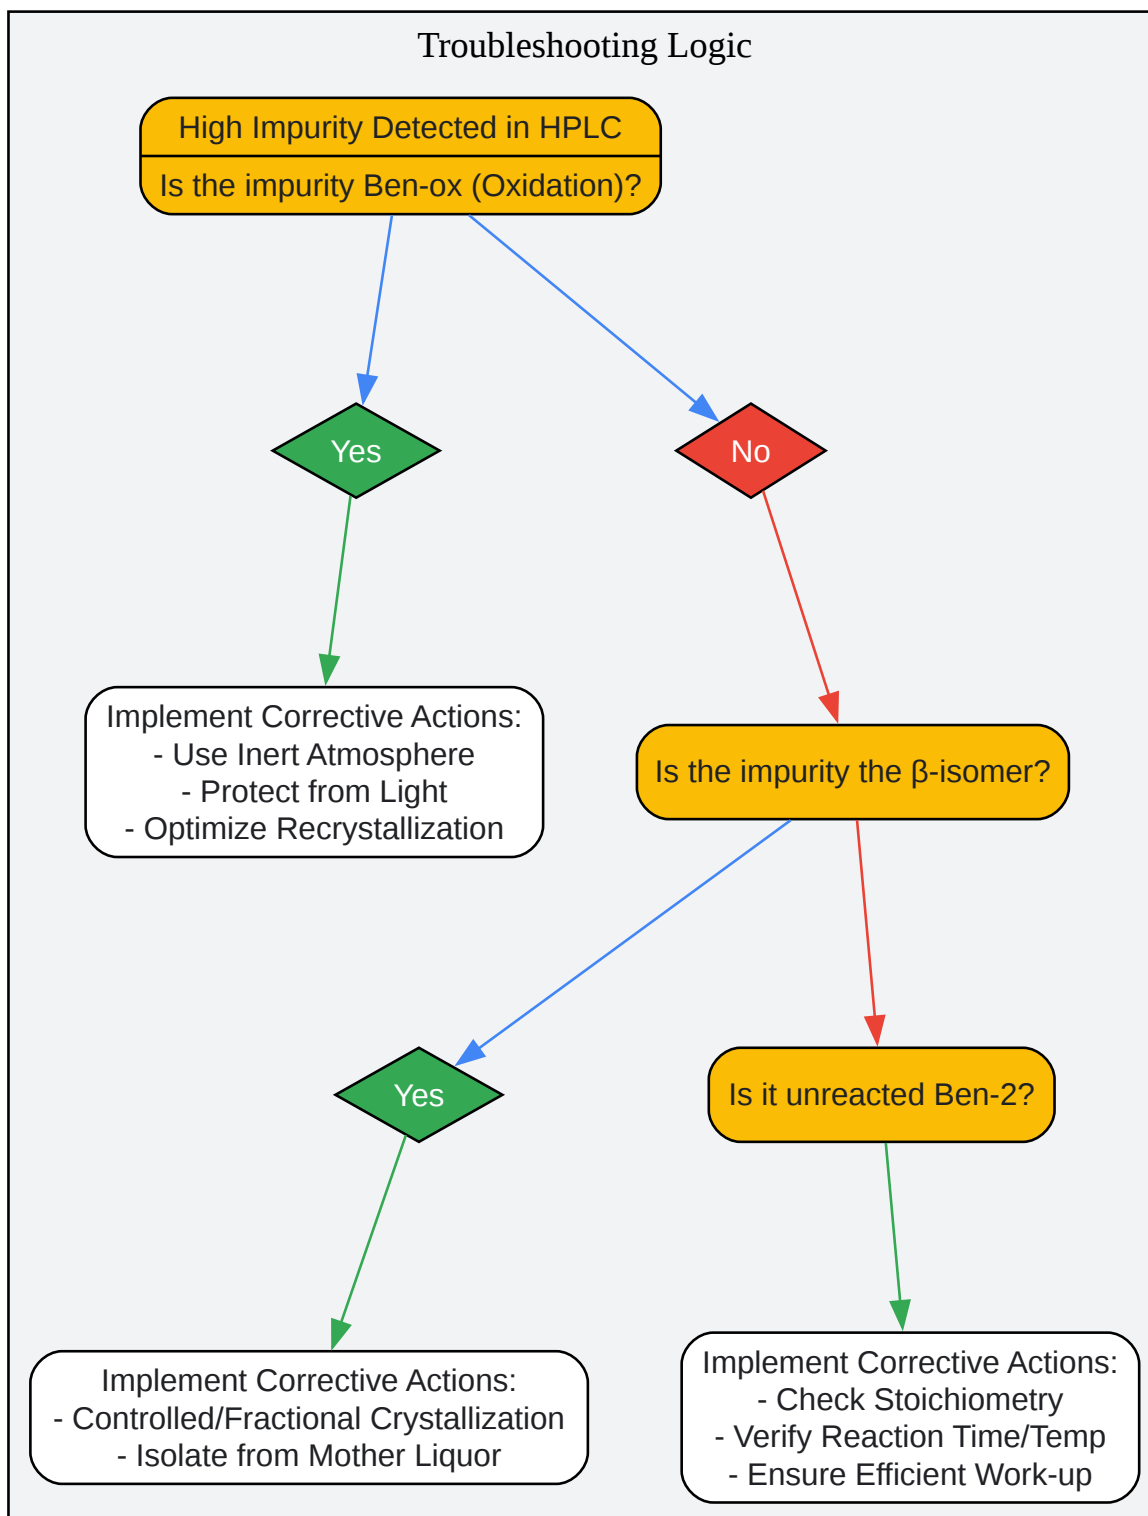 Troubleshooting Logic
High Impurity Detected in HPLC
Is the impurity Ben-ox (Oxidation)?
Yes
No
Implement Corrective Actions:
- Use Inert Atmosphere
- Protect from Light
- Optimize Recrystallization
Is the impurity the β-isomer?
Yes
Is it unreacted Ben-2?
Implement Corrective Actions:
- Controlled/Fractional Crystallization
- Isolate from Mother Liquor
Implement Corrective Actions:
- Check Stoichiometry
- Verify Reaction Time/Temp
- Ensure Efficient Work-up